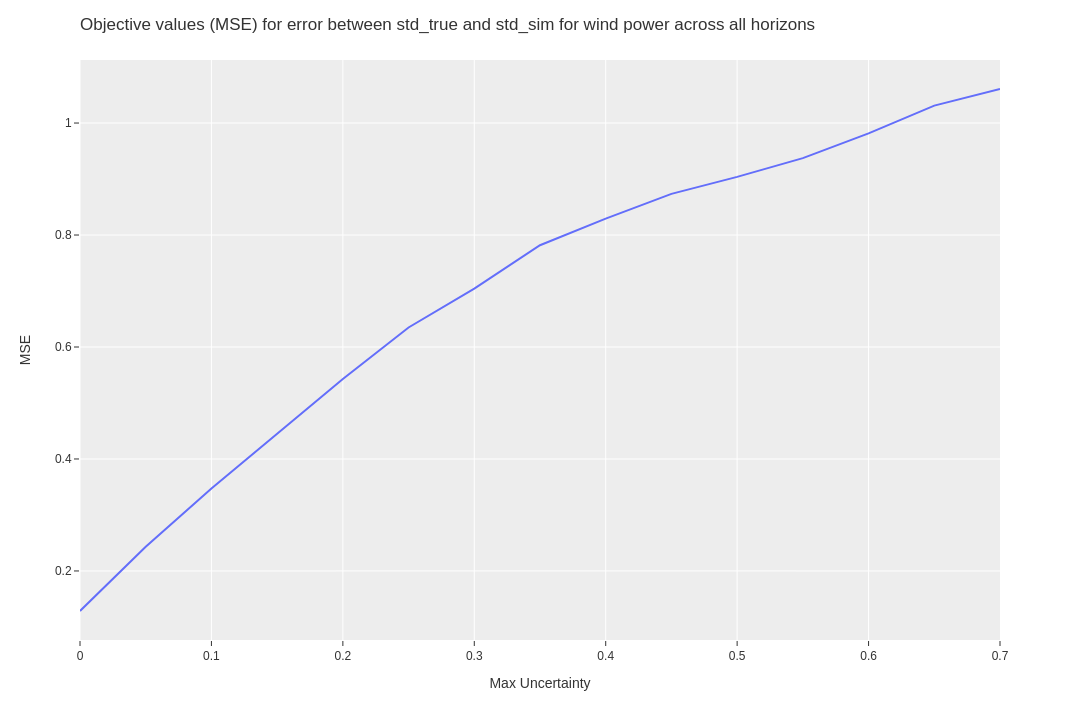 Objective values (MSE) for error between std_true and std_sim for wind power across all horizons
1
0.8
0.6
0.4
0.2
MSE
0 0.1 0.2 0.3 0.4 0.5 0.6 0.7
Max Uncertainty